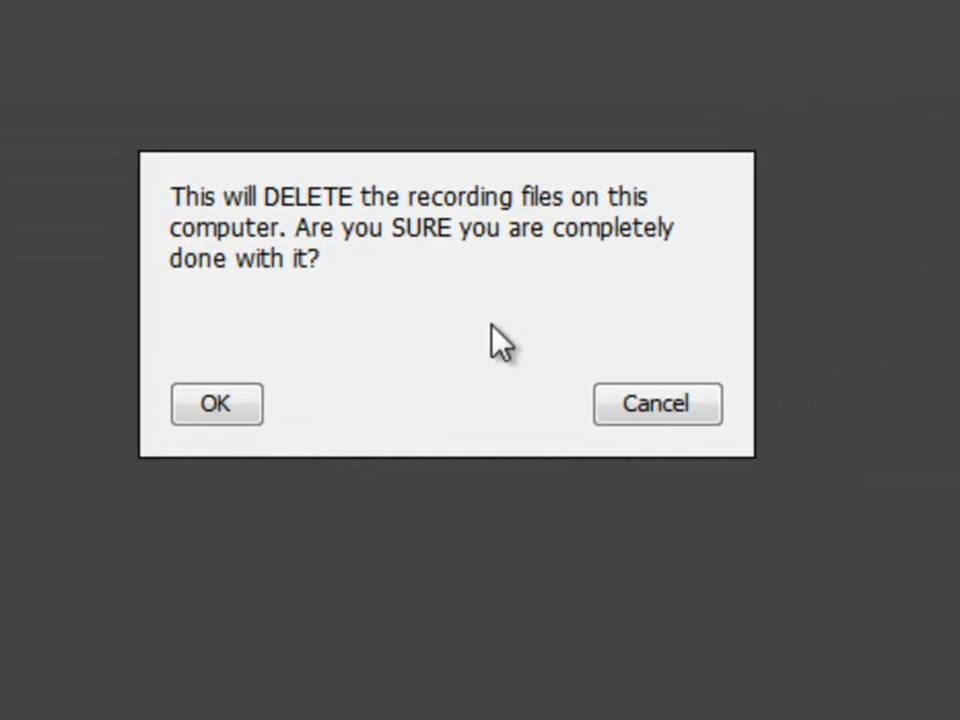 This will DELETE the recording files on this
computer. Are you SURE you are completely
done with it?
OK
Cancel